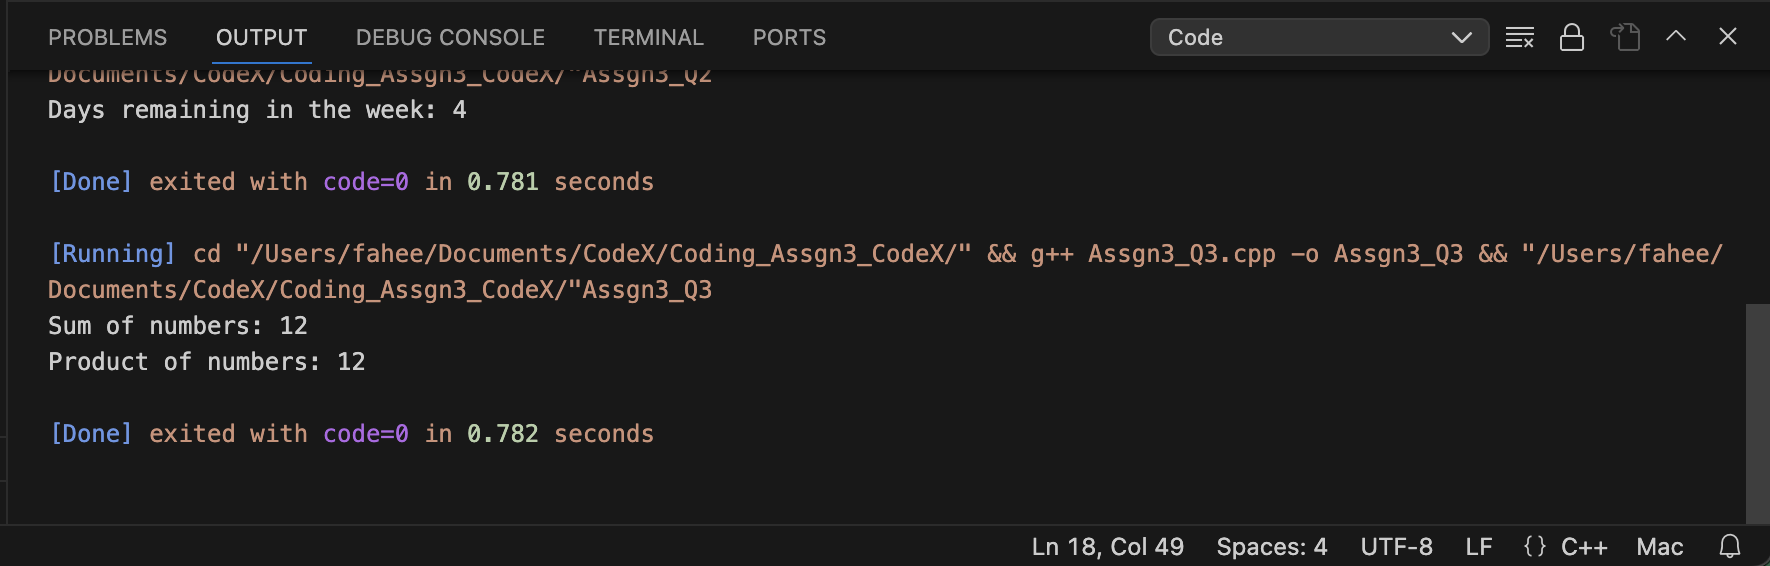 PROBLEMS OUTPUT DEBUG CONSOLE TERMINAL PORTS Code
Documents/CodeX/Coding_Assgn3_CodeX/"Assgn3_Q2
Days remaining in the week: 4
[Done] exited with code=0 in 0.781 seconds
[Running] cd "/Users/fahee/Documents/CodeX/Coding_Assgn3_CodeX/" && g++ Assgn3_Q3.cpp -o Assgn3_Q3 && "/Users/fahee/
Documents/CodeX/Coding_Assgn3_CodeX/"Assgn3_Q3
Sum of numbers: 12
Product of numbers: 12
[Done] exited with code=0 in 0.782 seconds
Ln 18, Col 49 Spaces: 4 UTF-8 LF {} C++ Mac